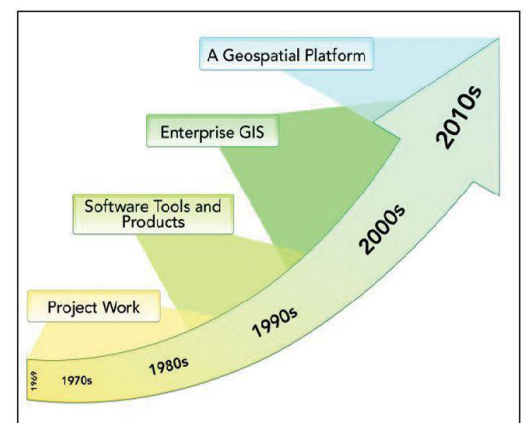 A Geospatial Platform
Enterprise GIS
Software Tools and
Products
Project Work
1969
1970s
1980s
1990s
2000s
2010s